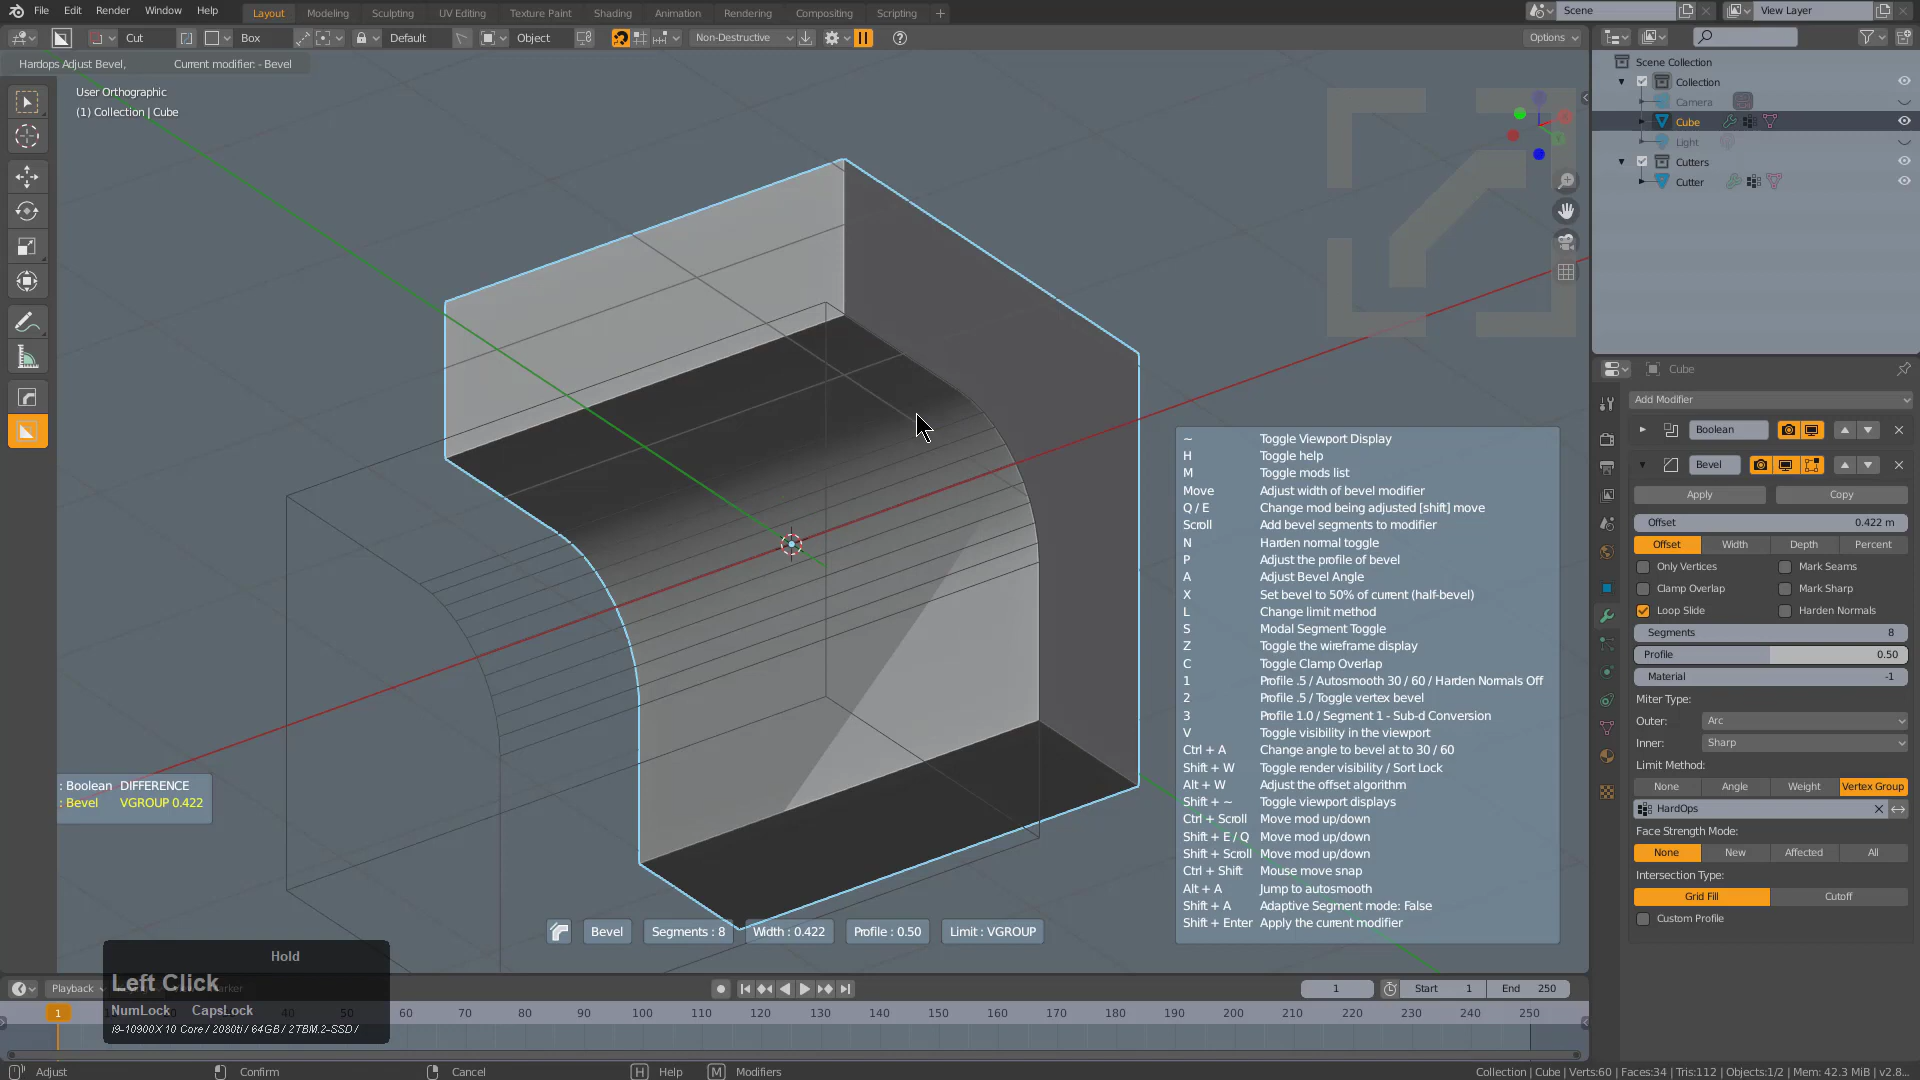 File Edit Render Window Help Layout Modeling Sculpting UV Editing Texture Paint Shading Animation Rendering Compositing Scripting Scene View Layer
Cut Box Default Object Non-Destructive Options
Hardops Adjust Bevel, Current modifier: - Bevel
User Orthographic
(1) Collection | Cube
Scene Collection
Collection
Camera
Cube
Light
Cutters
Cutter
Cube
Add Modifier
Boolean
Bevel
Apply Copy
Offset 0.422 m
Offset Width Depth Percent
Only Vertices Mark Seams
Clamp Overlap Mark Sharp
Loop Slide Harden Normals
Segments 8
Profile 0.50
Material -1
Miter Type:
Outer: Arc
Inner: Sharp
Limit Method:
None Angle Weight Vertex Group
HardOps
Face Strength Mode:
None New Affected All
Intersection Type:
Grid Fill Cutoff
Custom Profile
~ Toggle Viewport Display
H Toggle help
M Toggle mods list
Move Adjust width of bevel modifier
Q / E Change mod being adjusted [shift] move
Scroll Add bevel segments to modifier
N Harden normal toggle
P Adjust the profile of bevel
A Adjust Bevel Angle
X Set bevel to 50% of current (half-bevel)
L Change limit method
S Modal Segment Toggle
Z Toggle the wireframe display
C Toggle Clamp Overlap
1 Profile .5 / Autosmooth 30 / 60 / Harden Normals Off
2 Profile .5 / Toggle vertex bevel
3 Profile 1.0 / Segment 1 - Sub-d Conversion
V Toggle visibility in the viewport
Ctrl + A Change angle to bevel at to 30 / 60
Shift + W Toggle render visibility / Sort Lock
Alt + W Adjust the offset algorithm
Shift + ~ Toggle viewport displays
Ctrl + Scroll Move mod up/down
Shift + E / Q Move mod up/down
Shift + Scroll Move mod up/down
Ctrl + Shift Mouse move snap
Alt + A Jump to autosmooth
Shift + A Adaptive Segment mode: False
Shift + Enter Apply the current modifier
: Boolean DIFFERENCE
: Bevel VGROUP 0.422
Bevel Segments : 8 Width : 0.422 Profile : 0.50 Limit : VGROUP
Hold
Left Click
NumLock CapsLock
i9-10900X 10 Core / 2080ti / 64GB / 2TBM.2-SSD /
Playback 1 Start 1 End 250
1 40 60 70 80 90 100 110 120 130 140 150 160 170 180 190 200 210 220 230 240 250
Adjust Confirm Cancel H Help M Modifiers Collection | Cube | Verts:60 | Faces:34 | Tris:112 | Objects:1/2 | Mem: 42.3 MiB | v2.8...